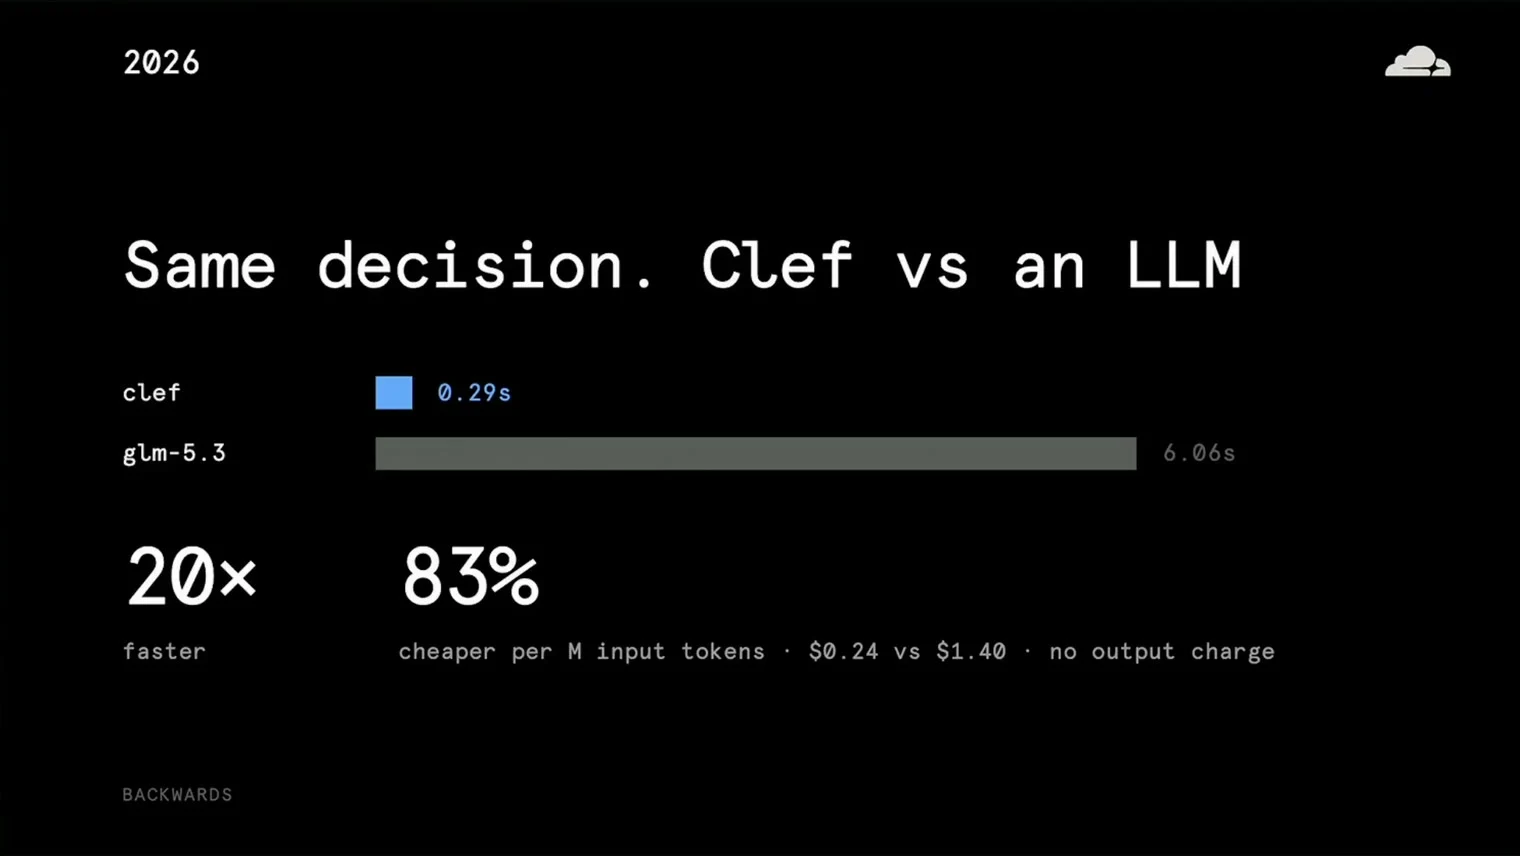 2026
Same decision. Clef vs an LLM
clef 0.29s
glm-5.3 6.06s
20× 83%
faster cheaper per M input tokens · $0.24 vs $1.40 · no output charge
BACKWARDS